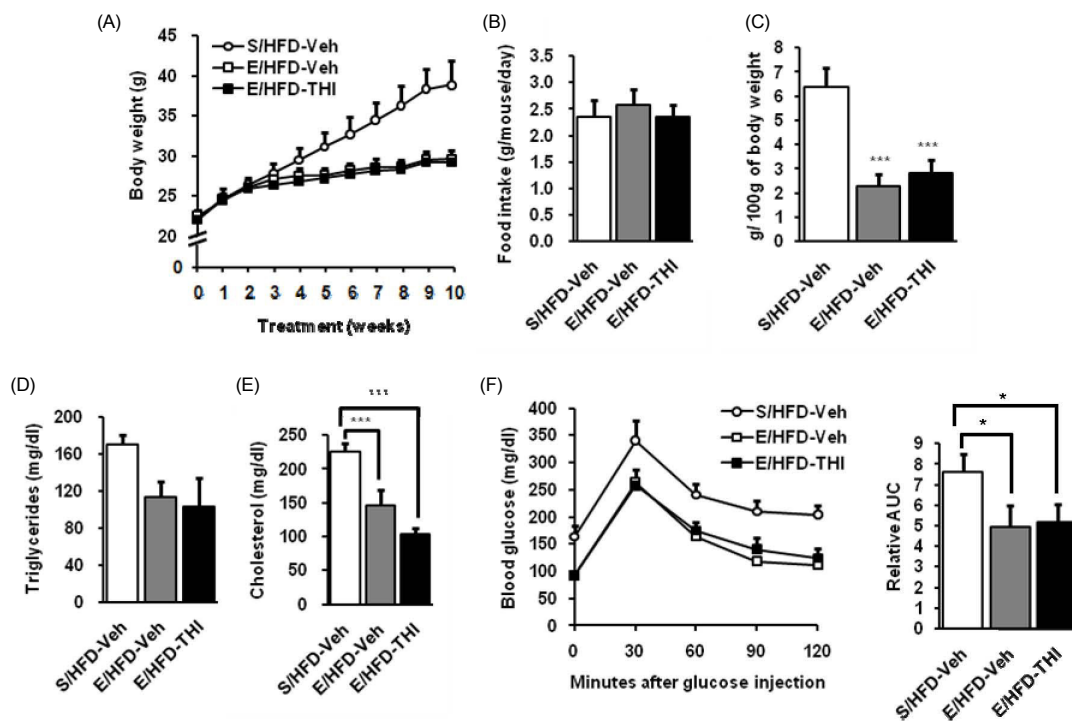 (A)
Body weight (g)
45
40
35
30
25
20
0
S/HFD-Veh
E/HFD-Veh
E/HFD-THI
0 1 2 3 4 5 6 7 8 9 10
Treatment (weeks)
(B)
Food intake (g/mouse/day)
3.5
3.0
2.5
2.0
1.5
1.0
0.5
0.0
S/HFD-Veh
E/HFD-Veh
E/HFD-THI
(C)
g/ 100g of body weight
8
7
6
5
4
3
2
1
0
***
***
S/HFD-Veh
E/HFD-Veh
E/HFD-THI
(D)
Triglycerides (mg/dl)
200
160
120
80
40
0
S/HFD-Veh
E/HFD-Veh
E/HFD-THI
(E)
Cholesterol (mg/dl)
250
200
150
100
50
0
***
***
S/HFD-Veh
E/HFD-Veh
E/HFD-THI
(F)
Blood glucose (mg/dl)
400
350
300
250
200
150
100
50
0
S/HFD-Veh
E/HFD-Veh
E/HFD-THI
0 30 60 90 120
Minutes after glucose injection
Relative AUC
8
7
6
5
4
3
2
1
0
*
*
S/HFD-Veh
E/HFD-Veh
E/HFD-THI